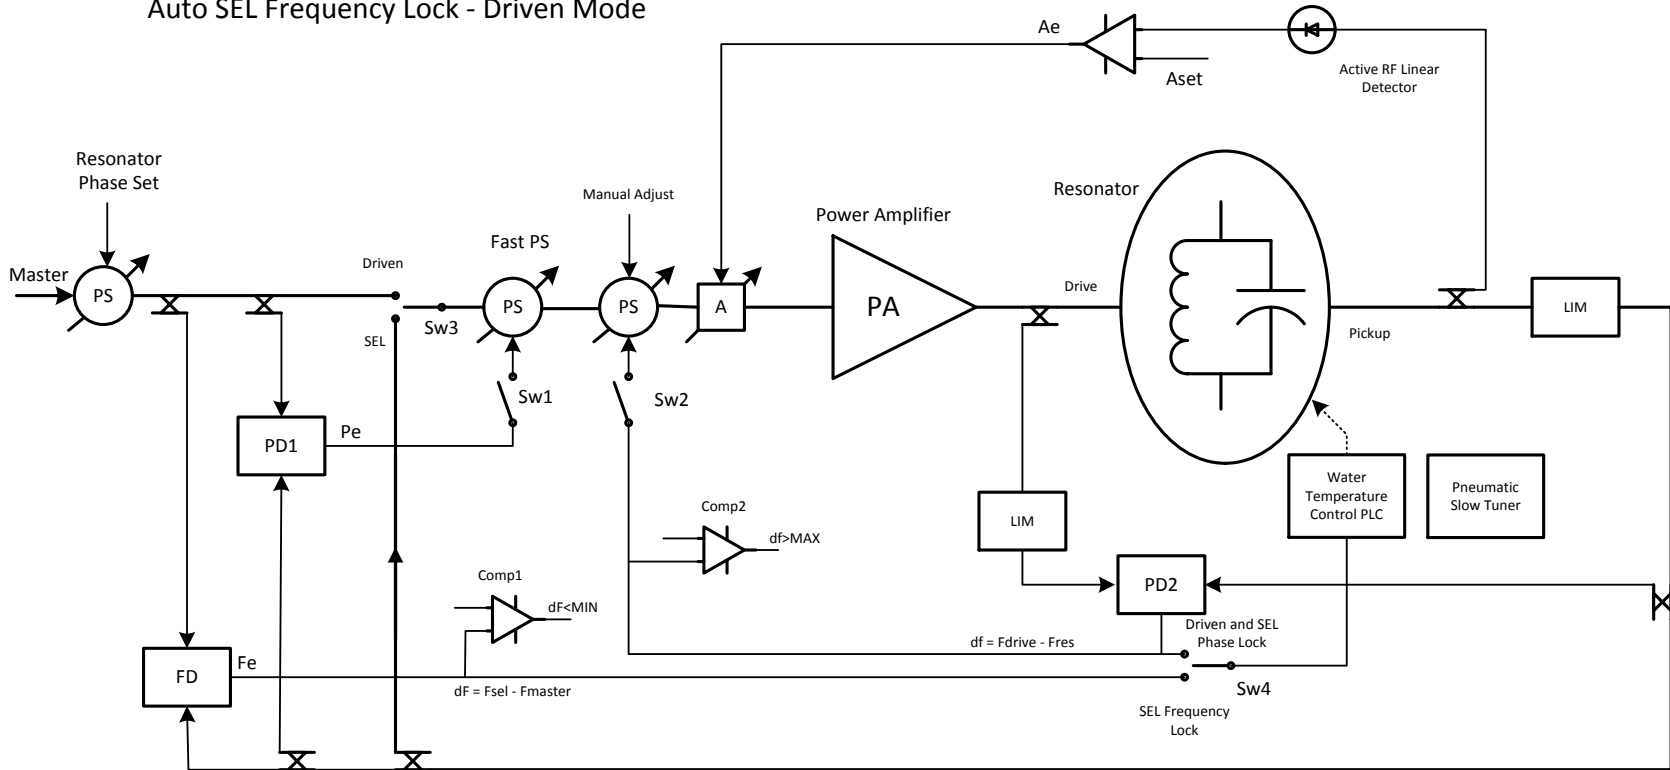 Auto SEL Frequency Lock - Driven Mode
Ae
Aset
Active RF Linear
Detector
Resonator
Phase Set
Manual Adjust
Resonator
Power Amplifier
Fast PS
Driven
Master
PS
Drive
PS
PS
A
PA
LIM
Sw3
SEL
Pickup
Sw1
Sw2
PD1
Pe
Water
Temperature
Control PLC
Pneumatic
Slow Tuner
Comp2
LIM
df>MAX
Comp1
PD2
dF<MIN
Driven and SEL
Phase Lock
df = Fdrive - Fres
Fe
FD
dF = Fsel - Fmaster
Sw4
SEL Frequency
Lock